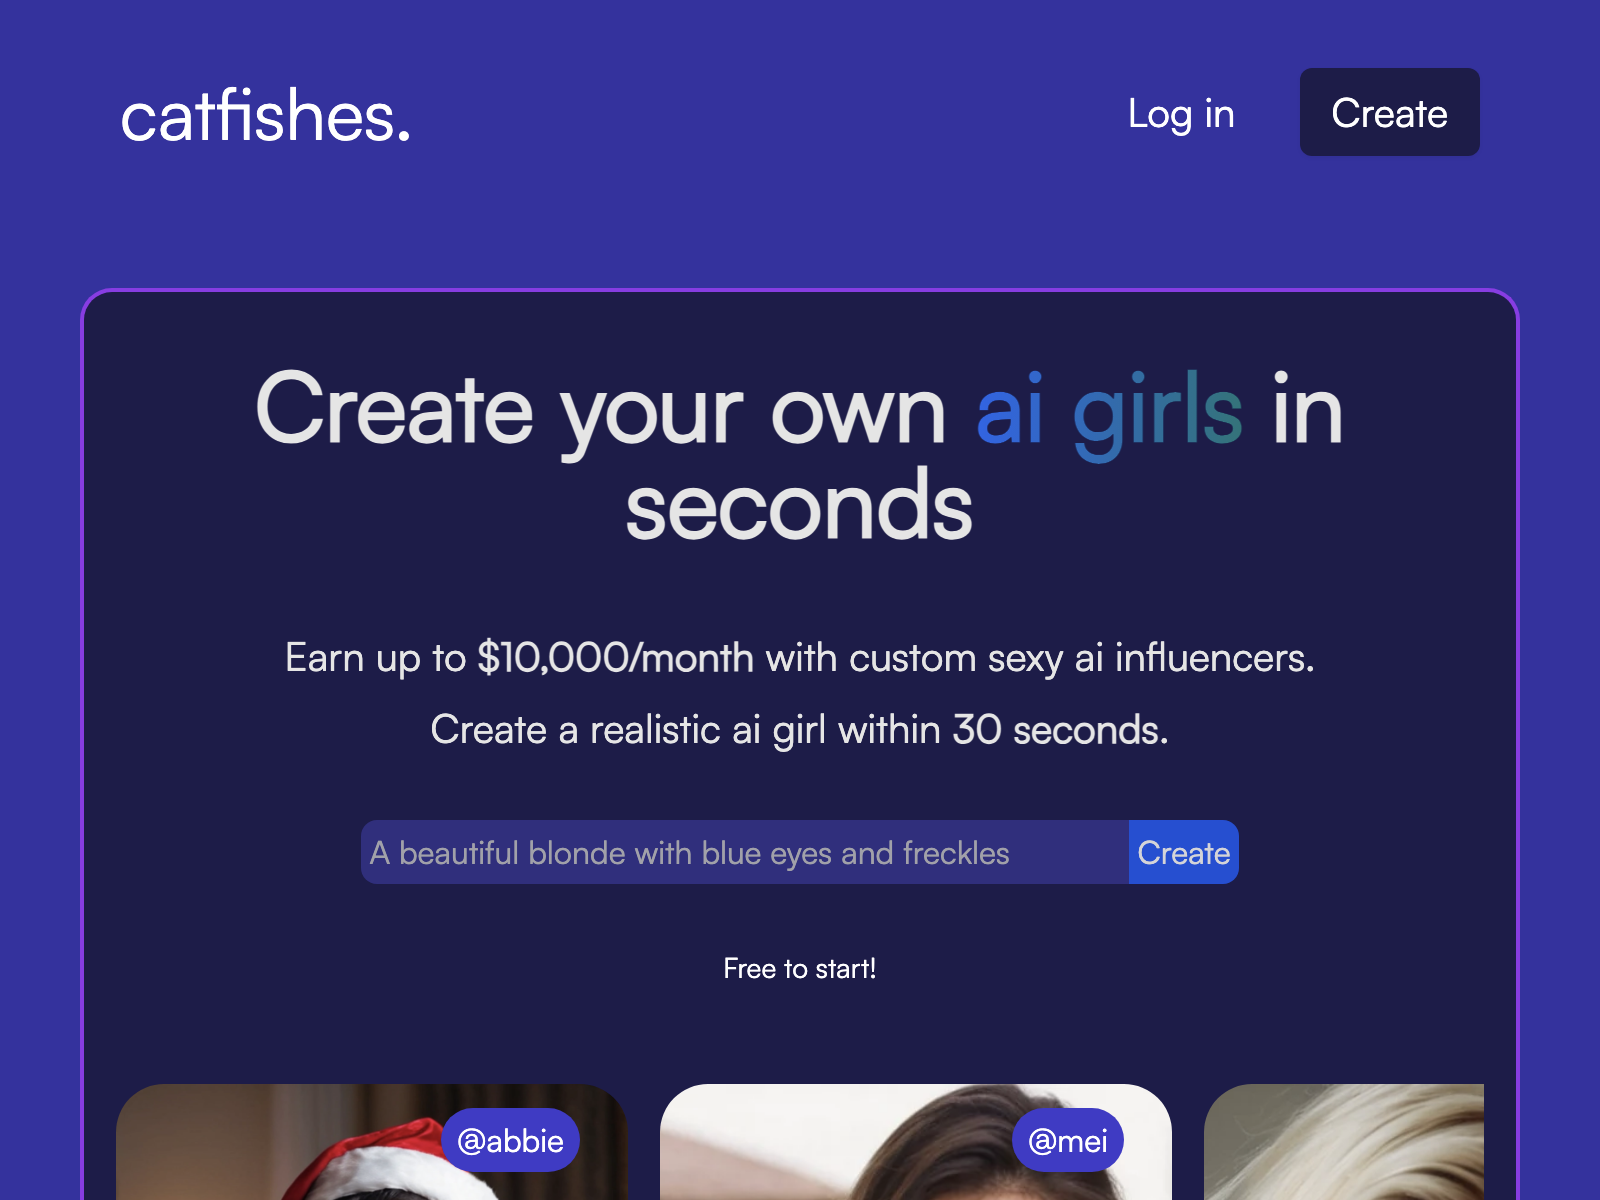 catfishes.
Log in
Create
Create your own ai girls in
seconds
Earn up to $10,000/month with custom sexy ai influencers.
Create a realistic ai girl within 30 seconds.
A beautiful blonde with blue eyes and freckles
Create
Free to start!
@abbie
@mei